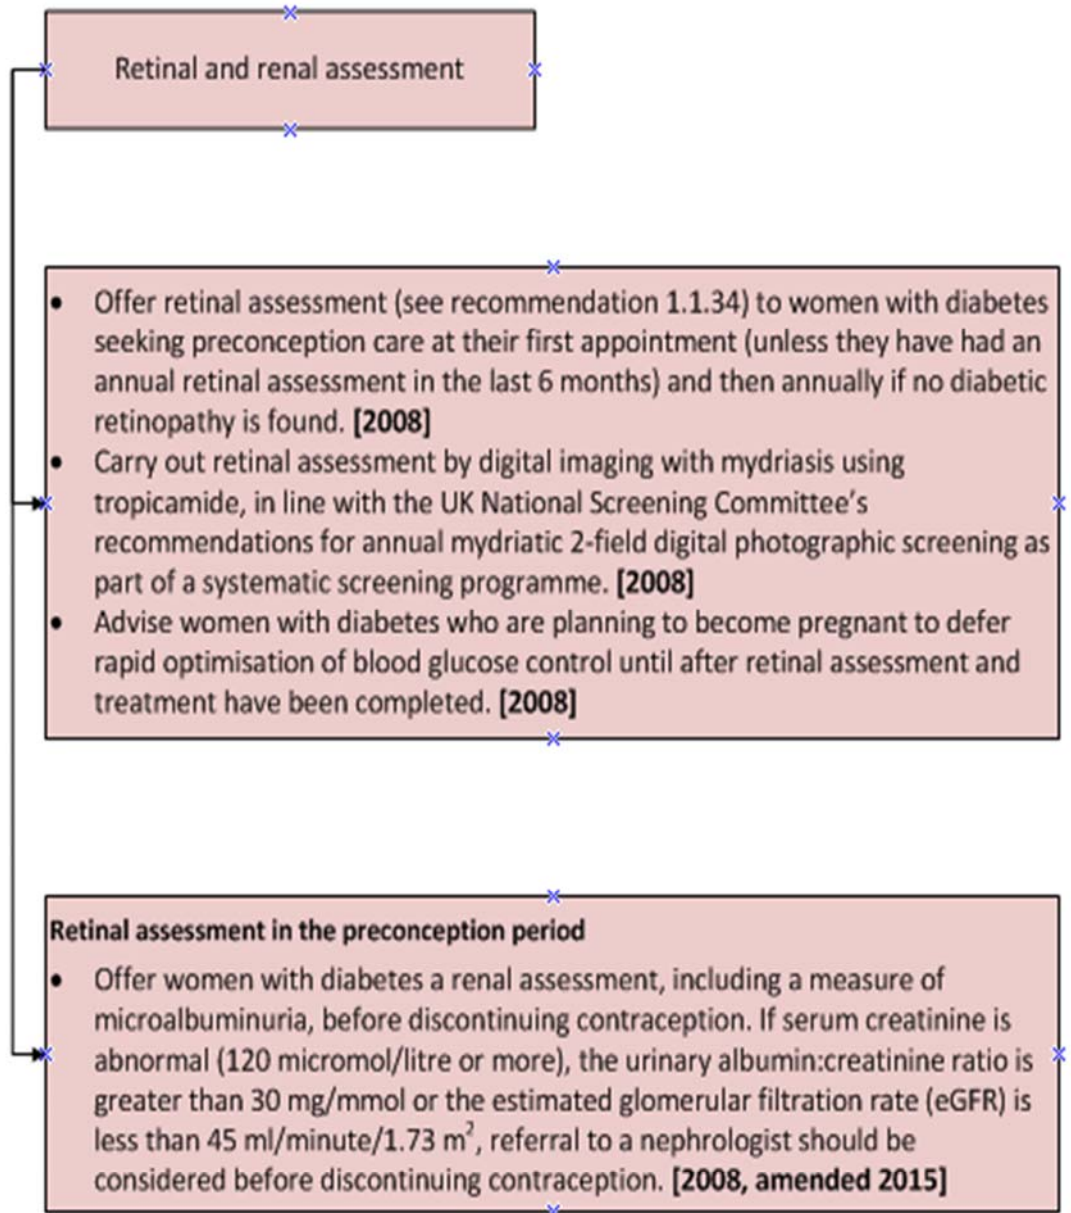 Retinal and renal assessment
• Offer retinal assessment (see recommendation 1.1.34) to women with diabetes
seeking preconception care at their first appointment (unless they have had an
annual retinal assessment in the last 6 months) and then annually if no diabetic
retinopathy is found. [2008]
• Carry out retinal assessment by digital imaging with mydriasis using
tropicamide, in line with the UK National Screening Committee's
recommendations for annual mydriatic 2-field digital photographic screening as
part of a systematic screening programme. [2008]
• Advise women with diabetes who are planning to become pregnant to defer
rapid optimisation of blood glucose control until after retinal assessment and
treatment have been completed. [2008]
Retinal assessment in the preconception period
• Offer women with diabetes a renal assessment, including a measure of
microalbuminuria, before discontinuing contraception. If serum creatinine is
abnormal (120 micromol/litre or more), the urinary albumin:creatinine ratio is
greater than 30 mg/mmol or the estimated glomerular filtration rate (eGFR) is
less than 45 ml/minute/1.73 m², referral to a nephrologist should be
considered before discontinuing contraception. [2008, amended 2015]